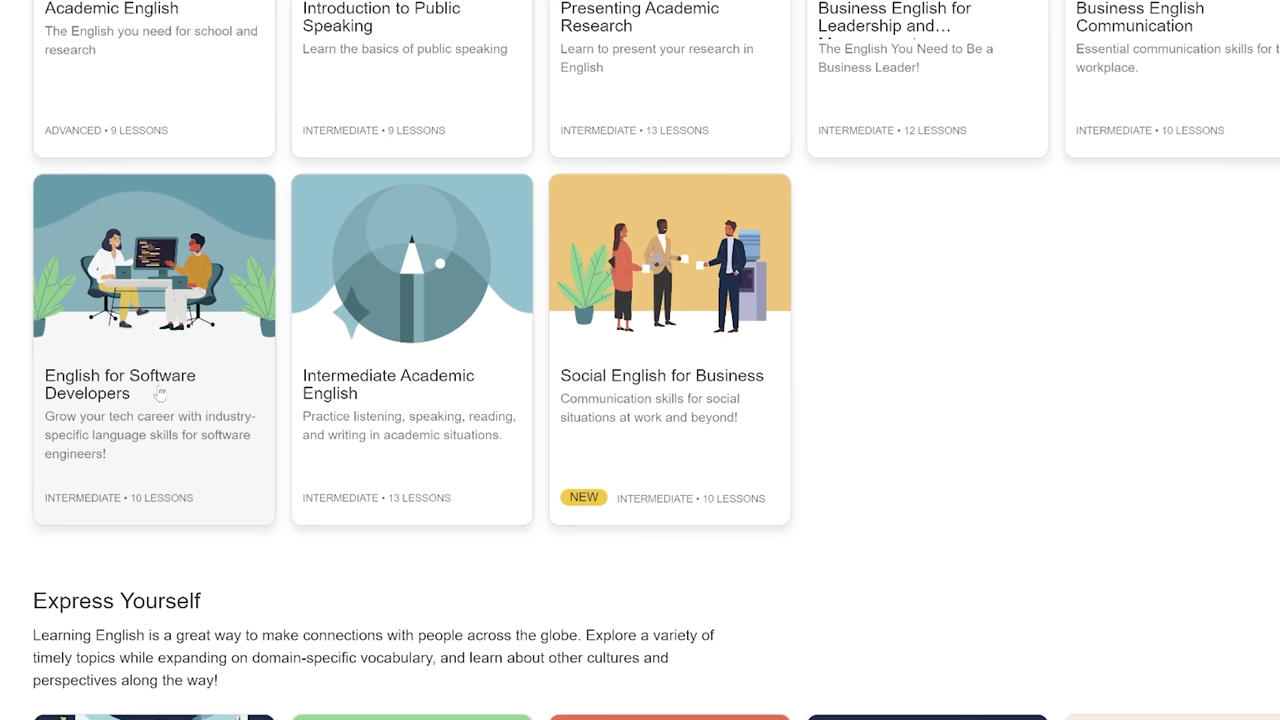 Academic English
The English you need for school and
research
ADVANCED • 9 LESSONS
Introduction to Public
Speaking
Learn the basics of public speaking
INTERMEDIATE • 9 LESSONS
Presenting Academic
Research
Learn to present your research in
English
INTERMEDIATE • 13 LESSONS
Business English for
Leadership and…
The English You Need to Be a
Business Leader!
INTERMEDIATE • 12 LESSONS
Business English
Communication
Essential communication skills for
workplace.
INTERMEDIATE • 10 LESSONS
English for Software
Developers
Grow your tech career with industry-
specific language skills for software
engineers!
INTERMEDIATE • 10 LESSONS
Intermediate Academic
English
Practice listening, speaking, reading,
and writing in academic situations.
INTERMEDIATE • 13 LESSONS
Social English for Business
Communication skills for social
situations at work and beyond!
NEW INTERMEDIATE • 10 LESSONS
Express Yourself
Learning English is a great way to make connections with people across the globe. Explore a variety of
timely topics while expanding on domain-specific vocabulary, and learn about other cultures and
perspectives along the way!